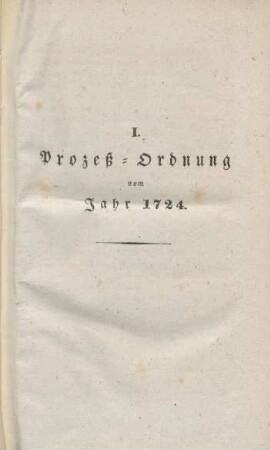 I.
Prozeß-Ordnung
vom
Jahr 1724.